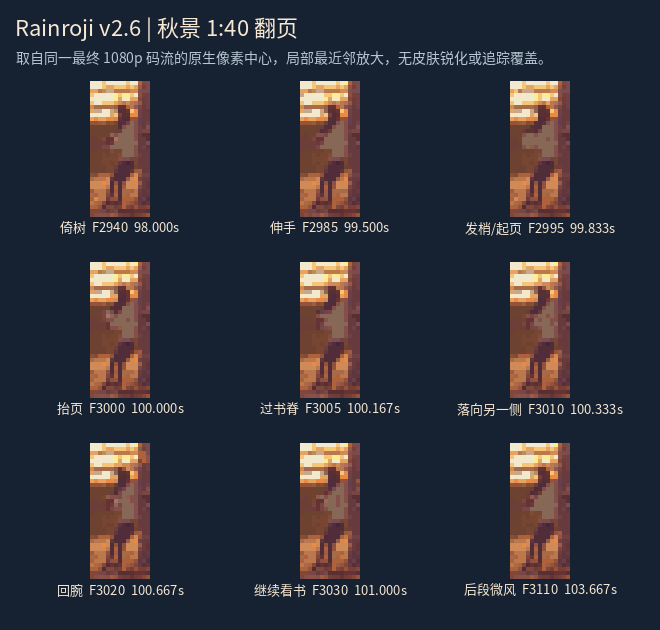 Rainroji v2.6 | 秋景 1:40 翻页
取自同一最终 1080p 码流的原生像素中心，局部最近邻放大，无皮肤锐化或追踪覆盖。
倚树 F2940 98.000s
伸手 F2985 99.500s
发梢/起页 F2995 99.833s
抬页 F3000 100.000s
过书脊 F3005 100.167s
落向另一侧 F3010 100.333s
回腕 F3020 100.667s
继续看书 F3030 101.000s
后段微风 F3110 103.667s